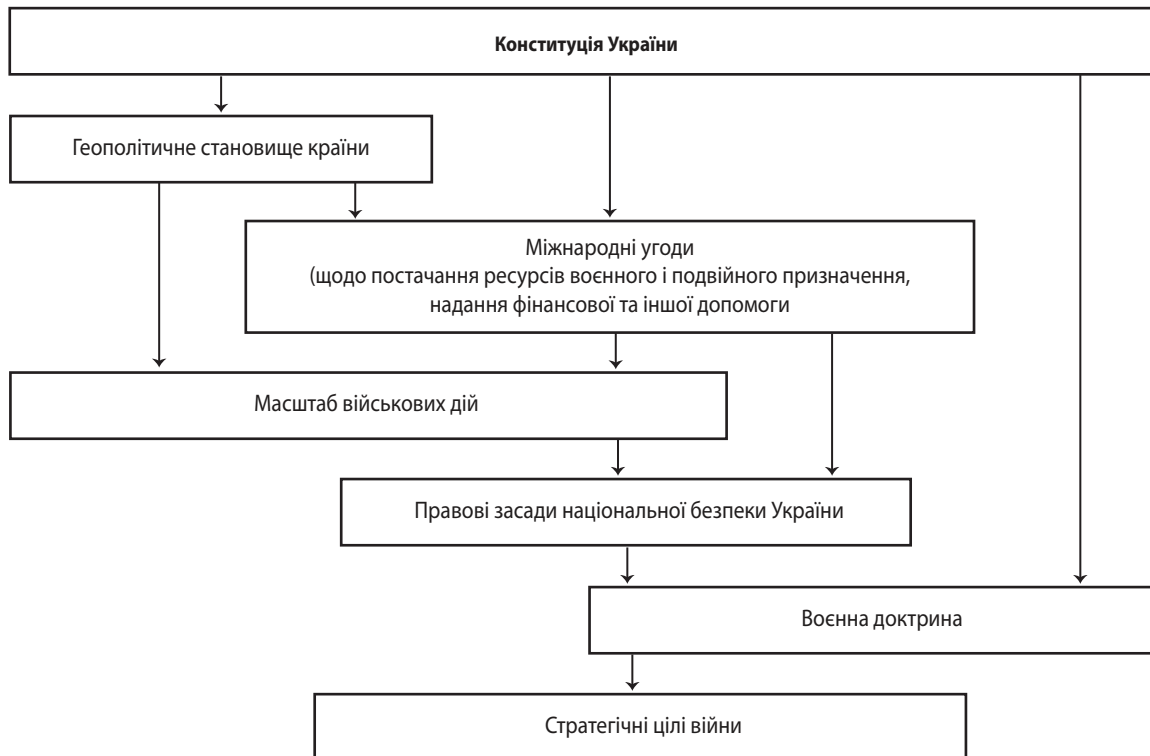 Конституція України
Геополітичне становище країни
Міжнародні угоди
(щодо постачання ресурсів воєнного і подвійного призначення,
надання фінансової та іншої допомоги
Масштаб військових дій
Правові засади національної безпеки України
Воєнна доктрина
Стратегічні цілі війни